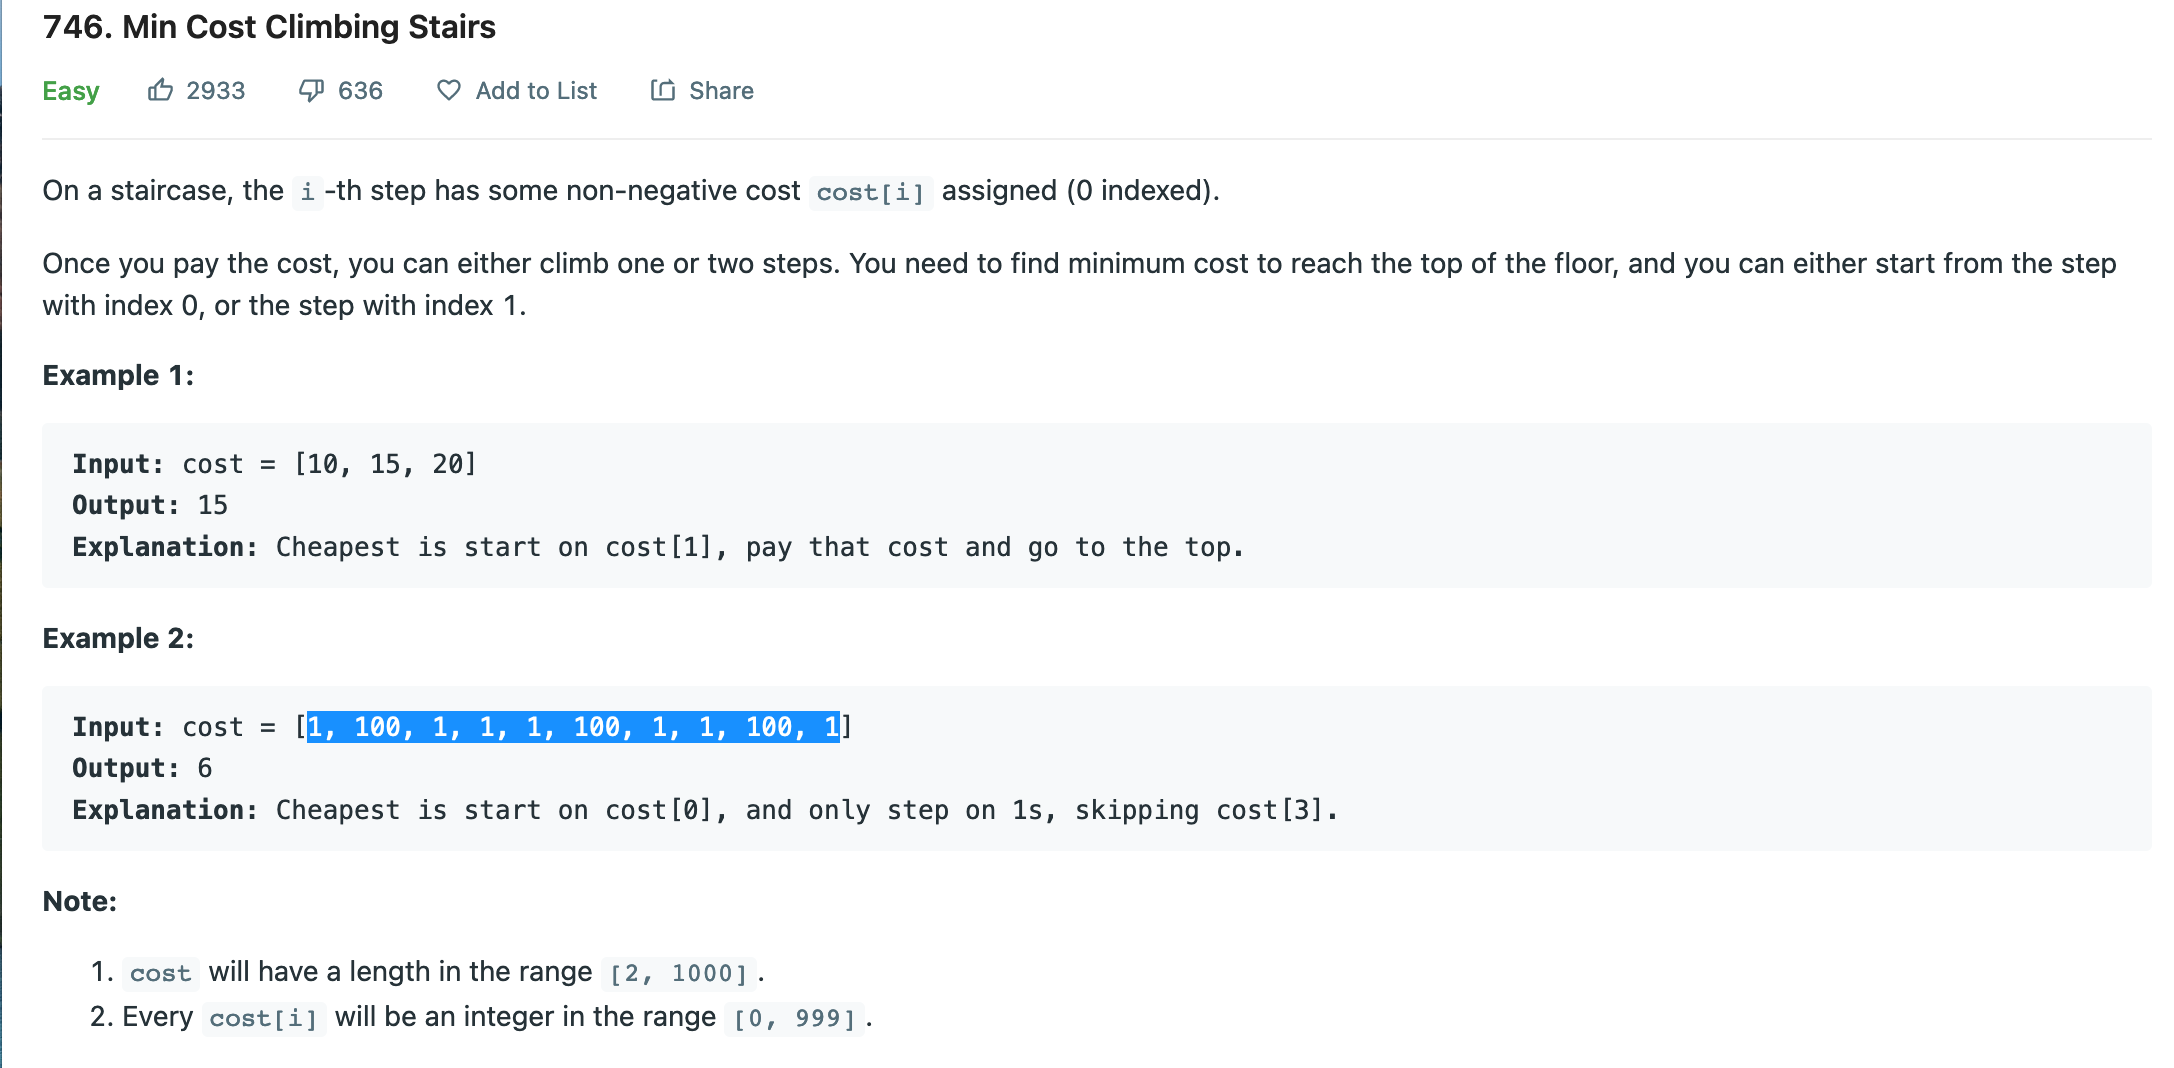 746. Min Cost Climbing Stairs
Easy 2933 636 Add to List Share
On a staircase, the i -th step has some non-negative cost cost[i] assigned (0 indexed).
Once you pay the cost, you can either climb one or two steps. You need to find minimum cost to reach the top of the floor, and you can either start from the step
with index 0, or the step with index 1.
Example 1:
Input: cost = [10, 15, 20]
Output: 15
Explanation: Cheapest is start on cost[1], pay that cost and go to the top.
Example 2:
Input: cost = [1, 100, 1, 1, 1, 100, 1, 1, 100, 1]
Output: 6
Explanation: Cheapest is start on cost[0], and only step on 1s, skipping cost[3].
Note:
1. cost will have a length in the range [2, 1000].
2. Every cost[i] will be an integer in the range [0, 999].